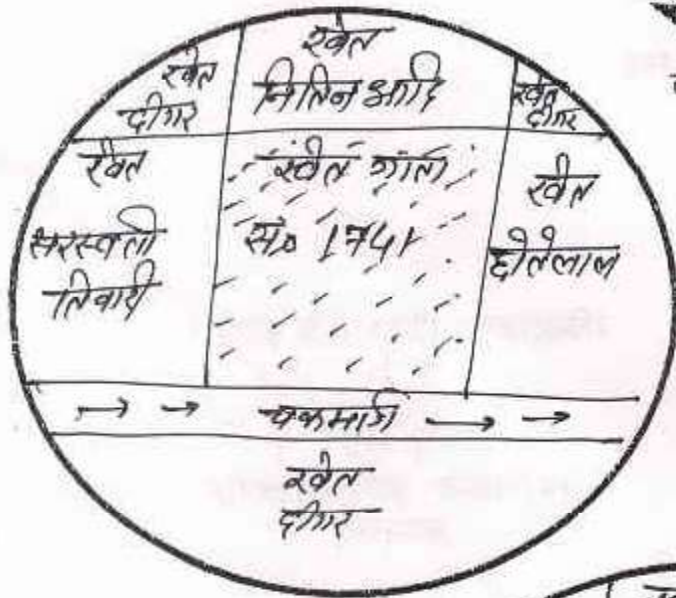 खेत
दीगर
खेत
नितिन आदि
खेत
दीगर
खेत
सरस्वती
तिवारी
खेत गाटा
सं० 1741
खेत
छोटेलाल
चकमार्ग
खेत
दीगर